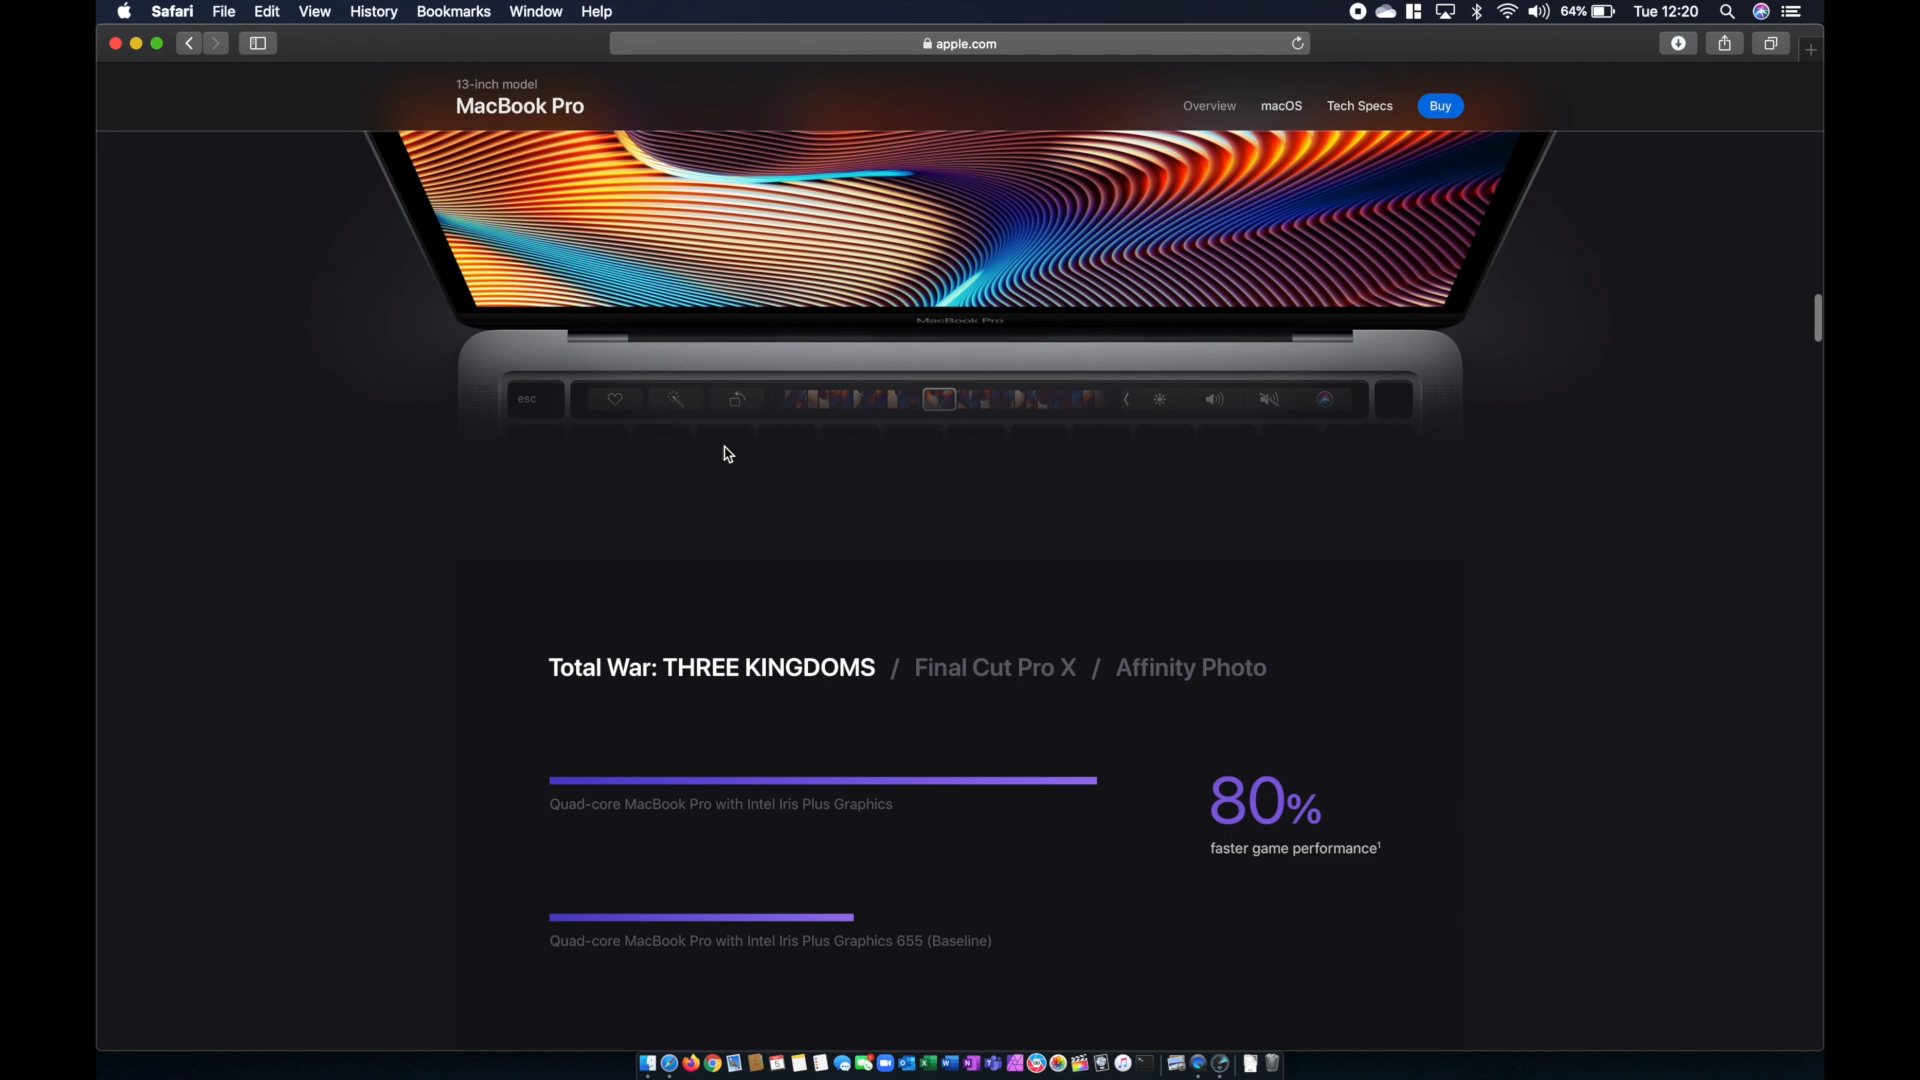 Safari File Edit View History Bookmarks Window Help 64% Tue 12:20
apple.com
13-inch model
MacBook Pro
Overview macOS Tech Specs Buy
MacBook Pro
esc
Total War: THREE KINGDOMS / Final Cut Pro X / Affinity Photo
Quad-core MacBook Pro with Intel Iris Plus Graphics
80%
faster game performance¹
Quad-core MacBook Pro with Intel Iris Plus Graphics 655 (Baseline)